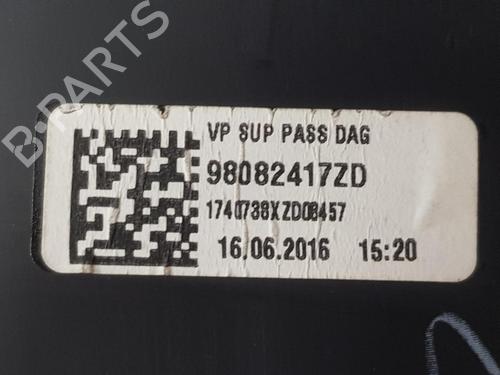 B-PARTS
VP SUP PASS DAG
98082417ZD
1740738XZD08457
16.06.2016 15:20